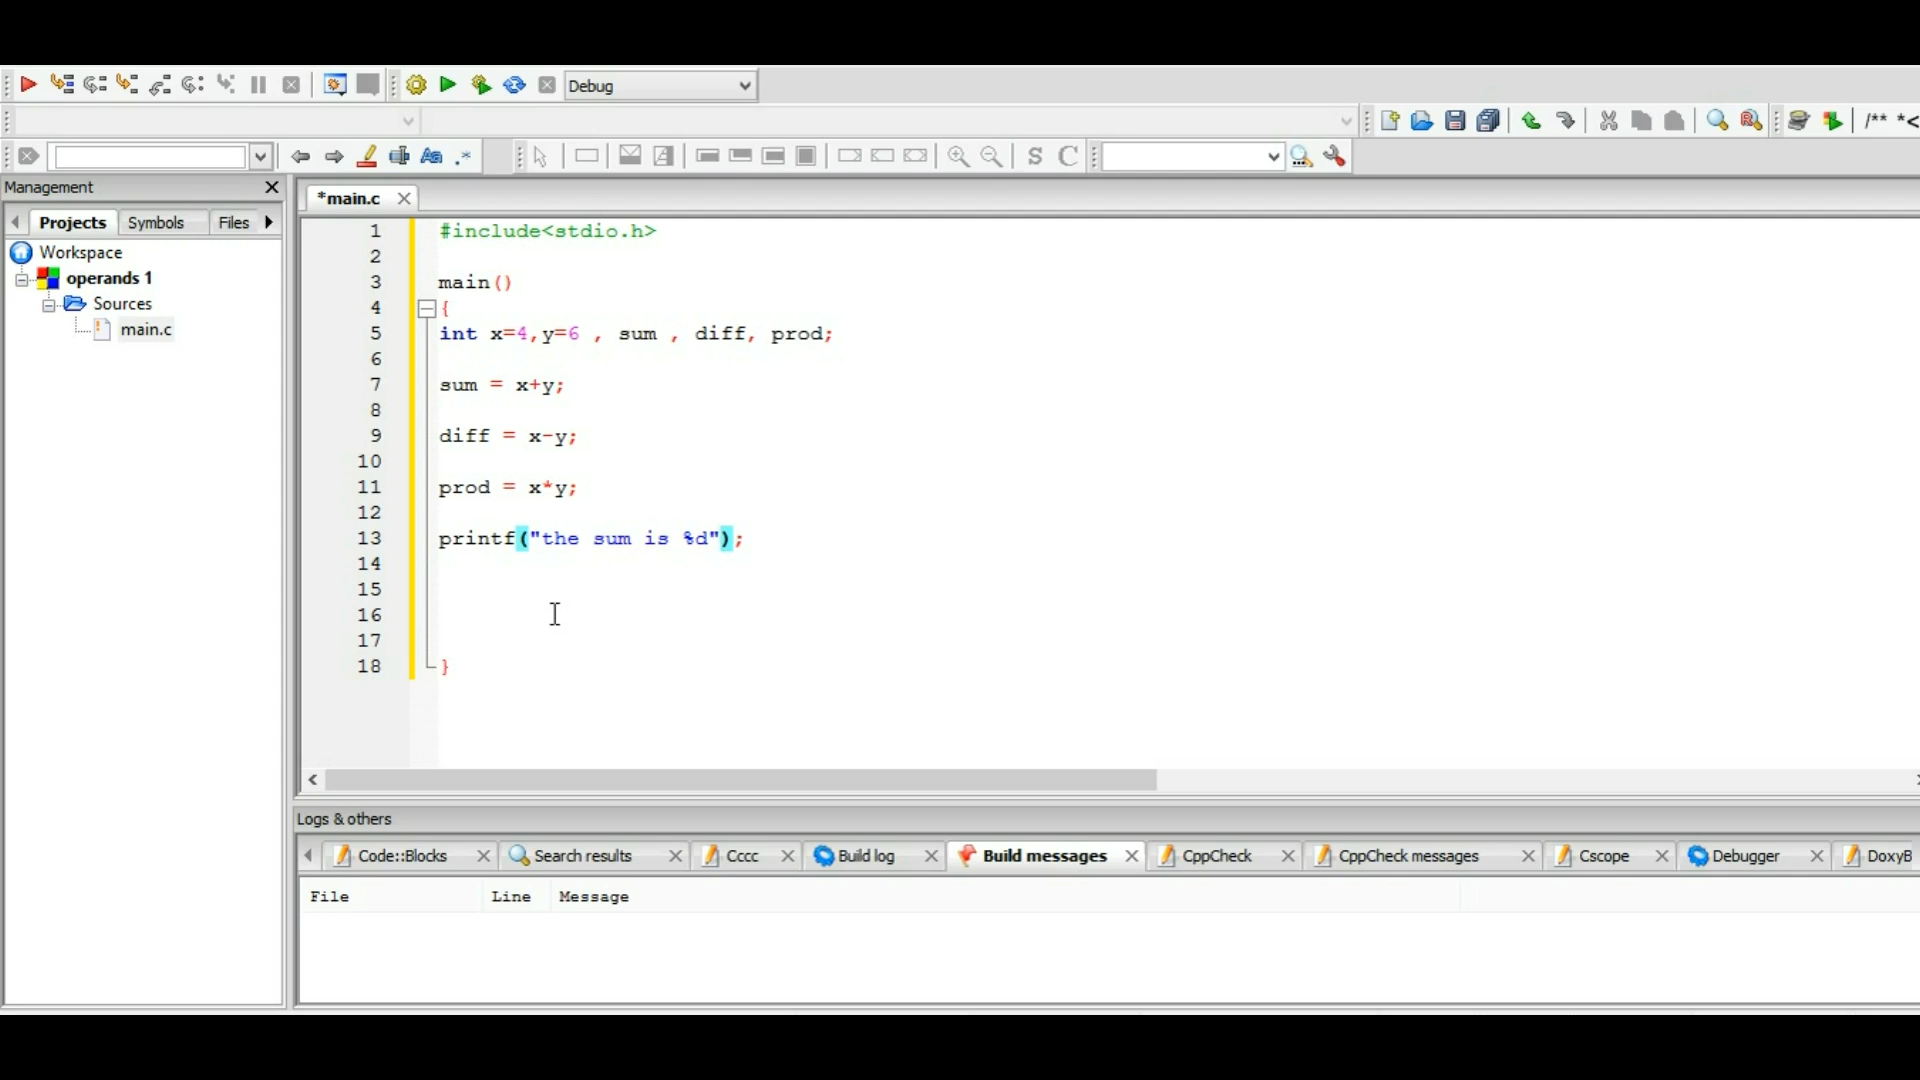 Debug
/** *<
S C
Management
Projects Symbols Files
Workspace
operands 1
Sources
main.c
*main.c
1 #include<stdio.h>
2
3 main()
4 {
5 int x=4,y=6 , sum , diff, prod;
6
7 sum = x+y;
8
9 diff = x-y;
10
11 prod = x*y;
12
13 printf("the sum is %d");
14
15
16
17
18 }
Logs & others
Code::Blocks Search results Cccc Build log Build messages CppCheck CppCheck messages Cscope Debugger DoxyB
File Line Message